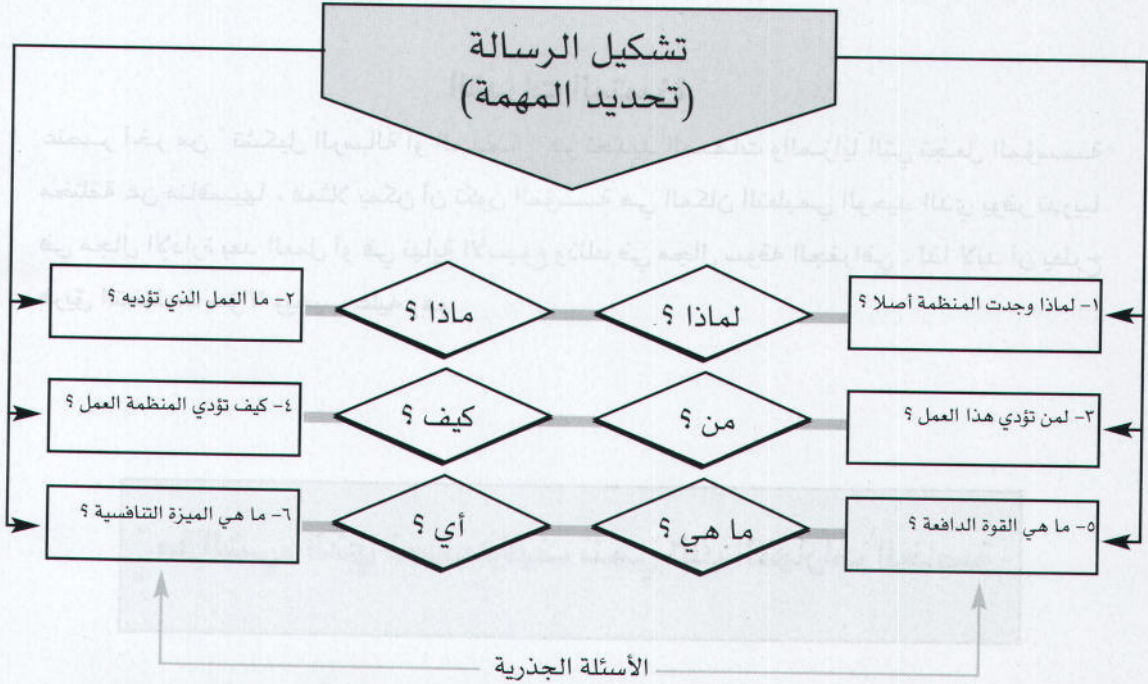 تشكيل الرسالة
(تحديد المهمة)
١- لماذا وجدت المنظمة أصلا ؟
لماذا ؟
ماذا ؟
٢- ما العمل الذي تؤديه ؟
٣- لمن تؤدي هذا العمل ؟
من ؟
كيف ؟
٤- كيف تؤدي المنظمة العمل ؟
٥- ما هي القوة الدافعة ؟
ما هي ؟
أي ؟
٦- ما هي الميزة التنافسية ؟
الأسئلة الجذرية